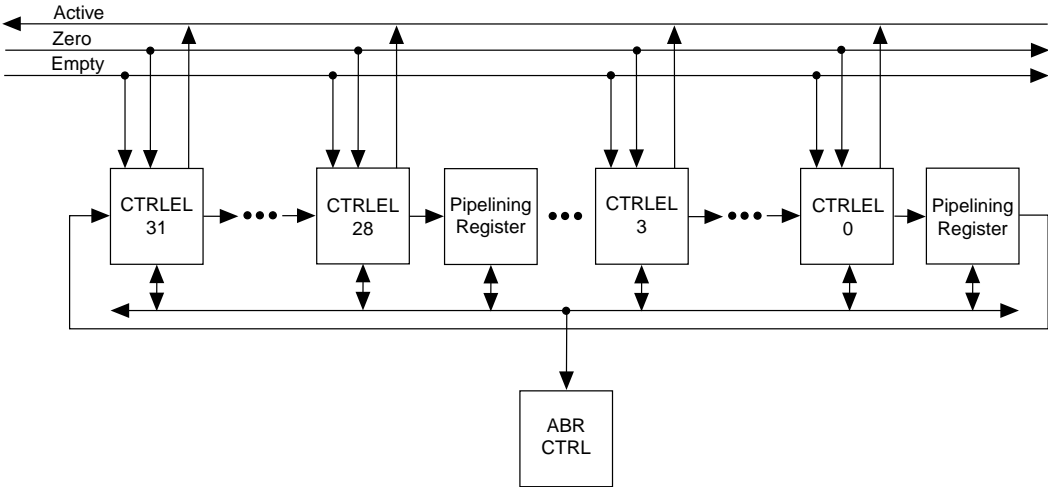 Active
Zero
Empty
CTRLEL
31
CTRLEL
28
Pipelining
Register
CTRLEL
3
CTRLEL
0
Pipelining
Register
ABR
CTRL